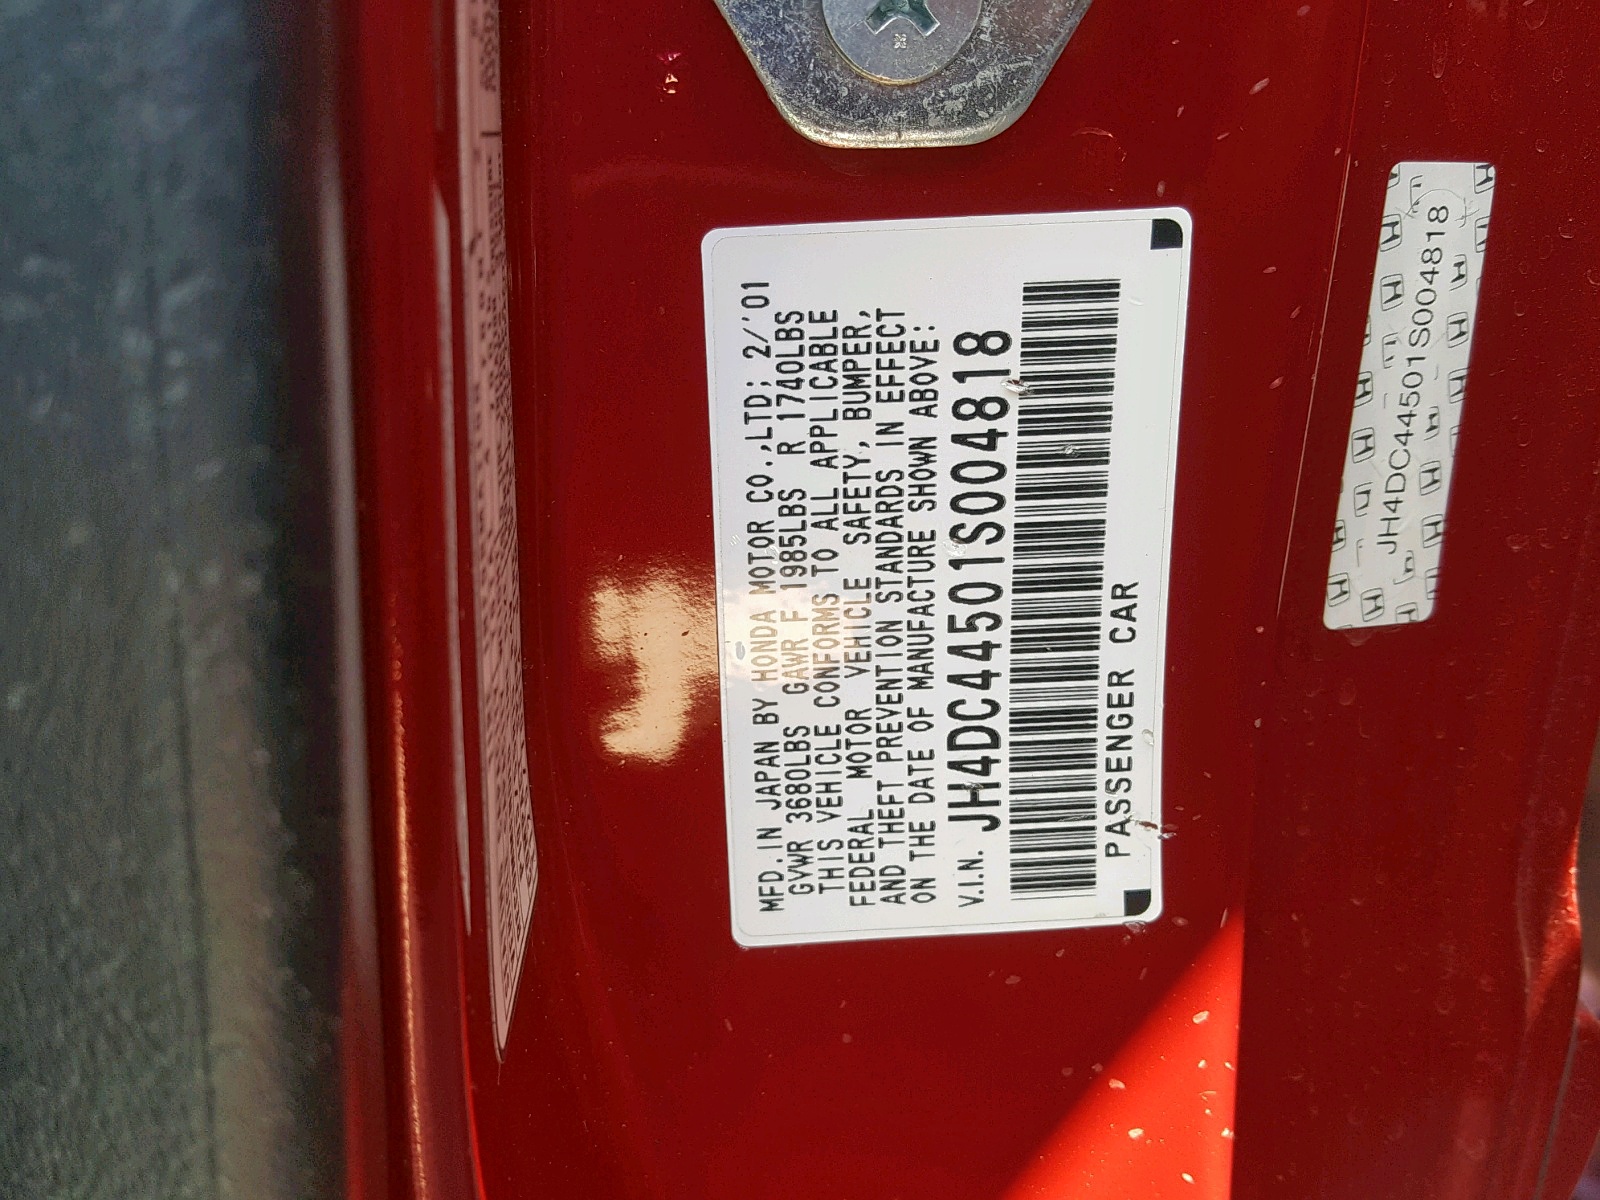 MFD. IN JAPAN BY HONDA MOTOR CO.,LTD; 2/'01
GVWR 3680LBS GAWR F 1985LBS R 1740LBS
THIS VEHICLE CONFORMS TO ALL APPLICABLE
FEDERAL MOTOR VEHICLE SAFETY, BUMPER,
AND THEFT PREVENTION STANDARDS IN EFFECT
ON THE DATE OF MANUFACTURE SHOWN ABOVE:
V.I.N. JH4DC44501S004818
PASSENGER CAR
JH4DC44501S004818